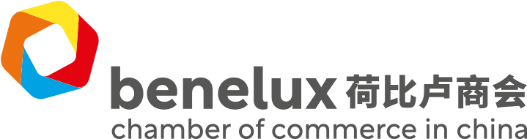 benelux 荷比卢商会
chamber of commerce in china